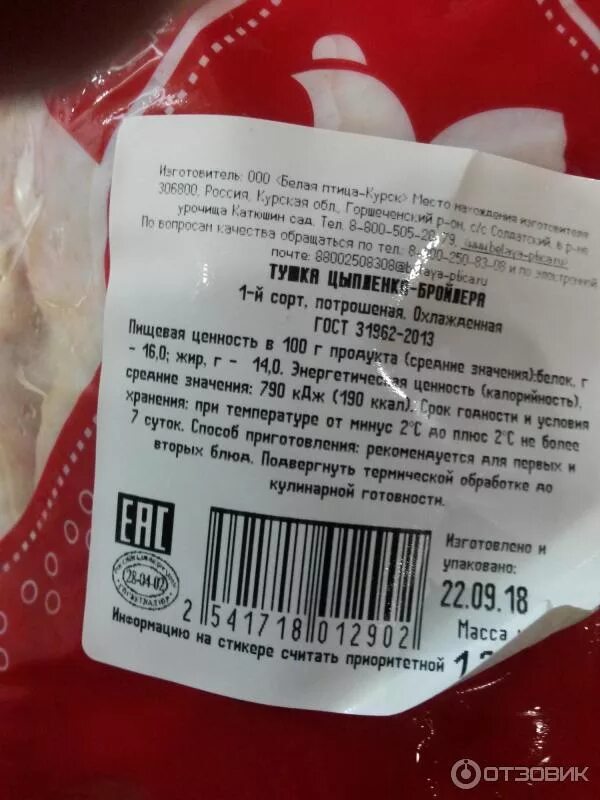 Изготовитель: ООО <Белая птица-Курск> Место нахождения изготовителя:
306800, Россия, Курская обл., Горшеченский р-он, с/с Солдатский, в р-не
урочища Катюшин сад. Тел. 8-800-505-20-79, www.belaya-ptica.ru
По вопросам качества обращаться по тел.: 8-800-250-83-08 и по электронной
почте: 88002508308@belaya-ptica.ru
ТУШКА ЦЫПЛЕНКА-БРОЙЛЕРА
1-й сорт, потрошеная. Охлажденная
ГОСТ 31962-2013
Пищевая ценность в 100 г продукта (средние значения):белок, г
- 16,0; жир, г - 14,0. Энергетическая ценность (калорийность),
средние значения: 790 кДж (190 ккал). Срок годности и условия
хранения: при температуре от минус 2°С до плюс 2°С не более
7 суток. Способ приготовления: рекомендуется для первых и
вторых блюд. Подвергнуть термической обработке до
кулинарной готовности.
ЕАС
28-04-02
Изготовлено и
упаковано:
22.09.18
Масса
2 541718 012902
Информацию на стикере считать приоритетной
ОТЗОВИК